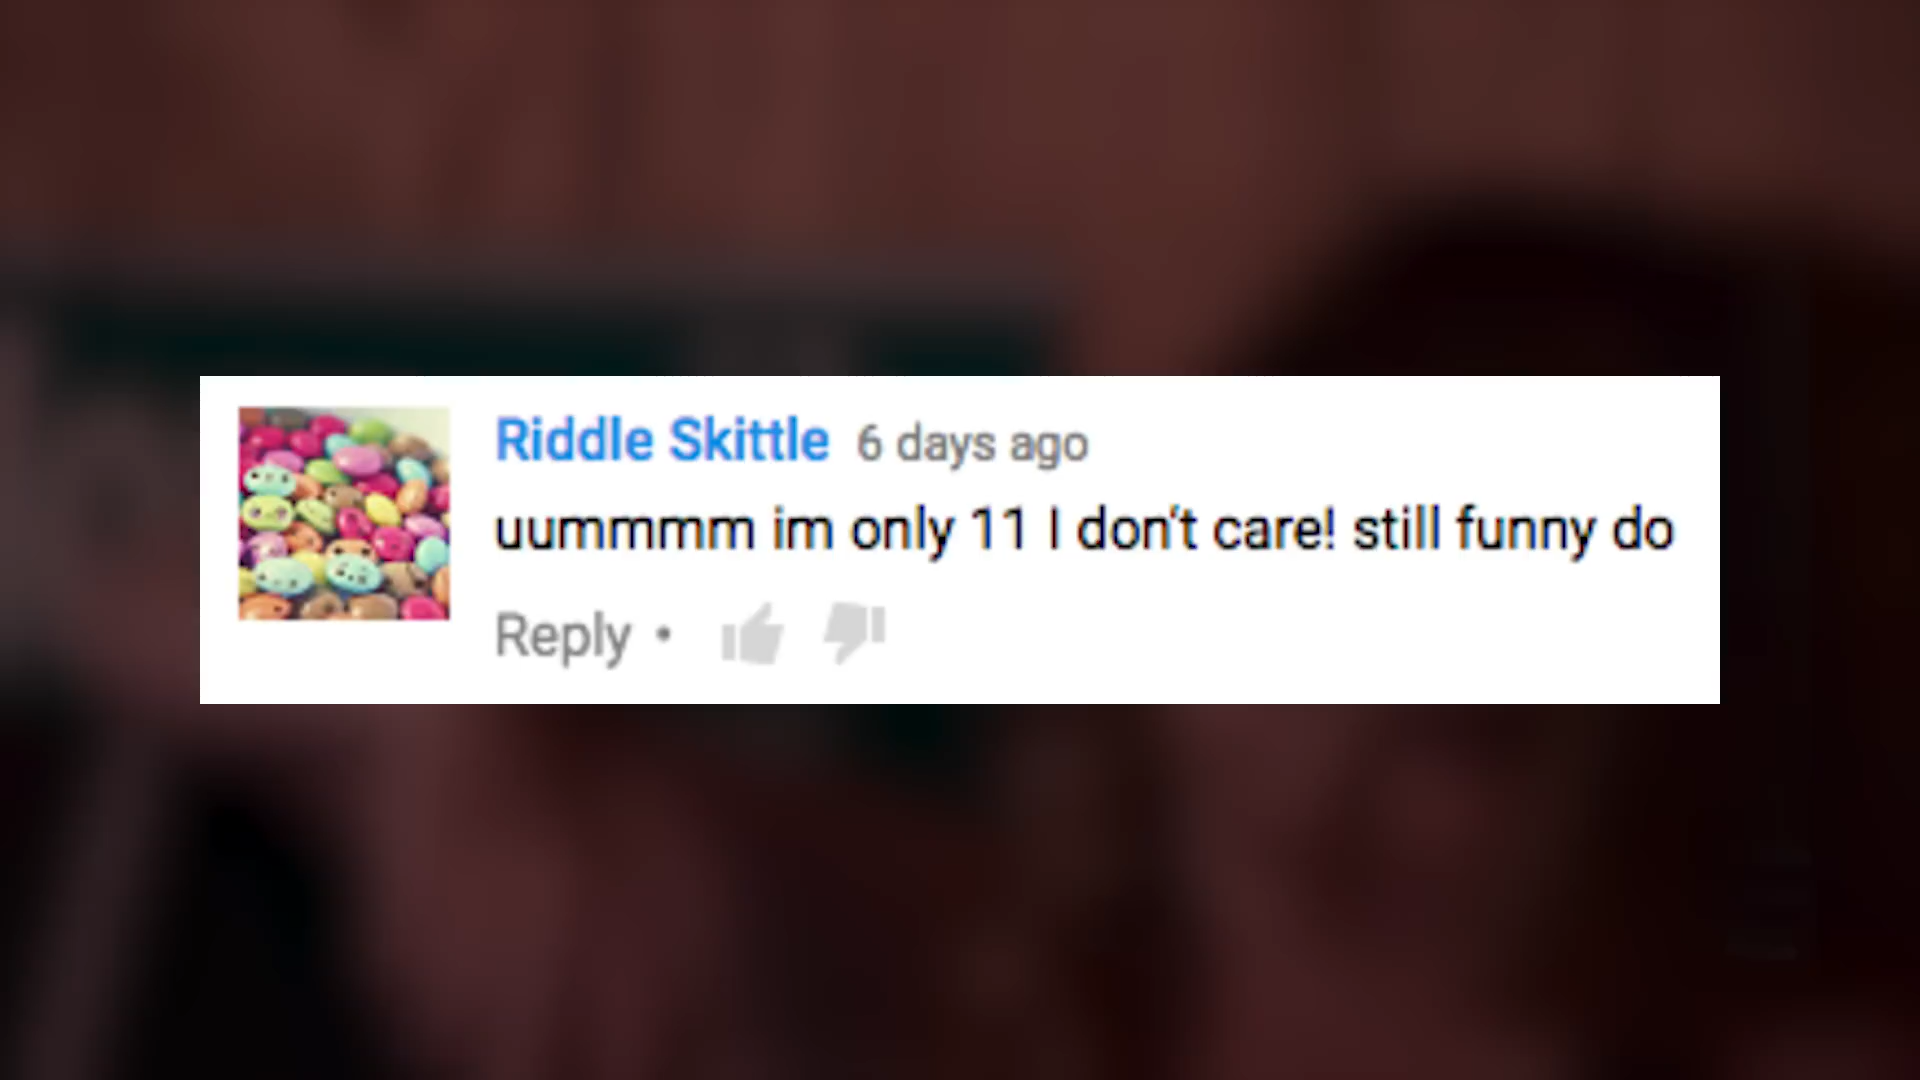 Riddle Skittle 6 days ago
uummmm im only 11 I don't care! still funny do
Reply •